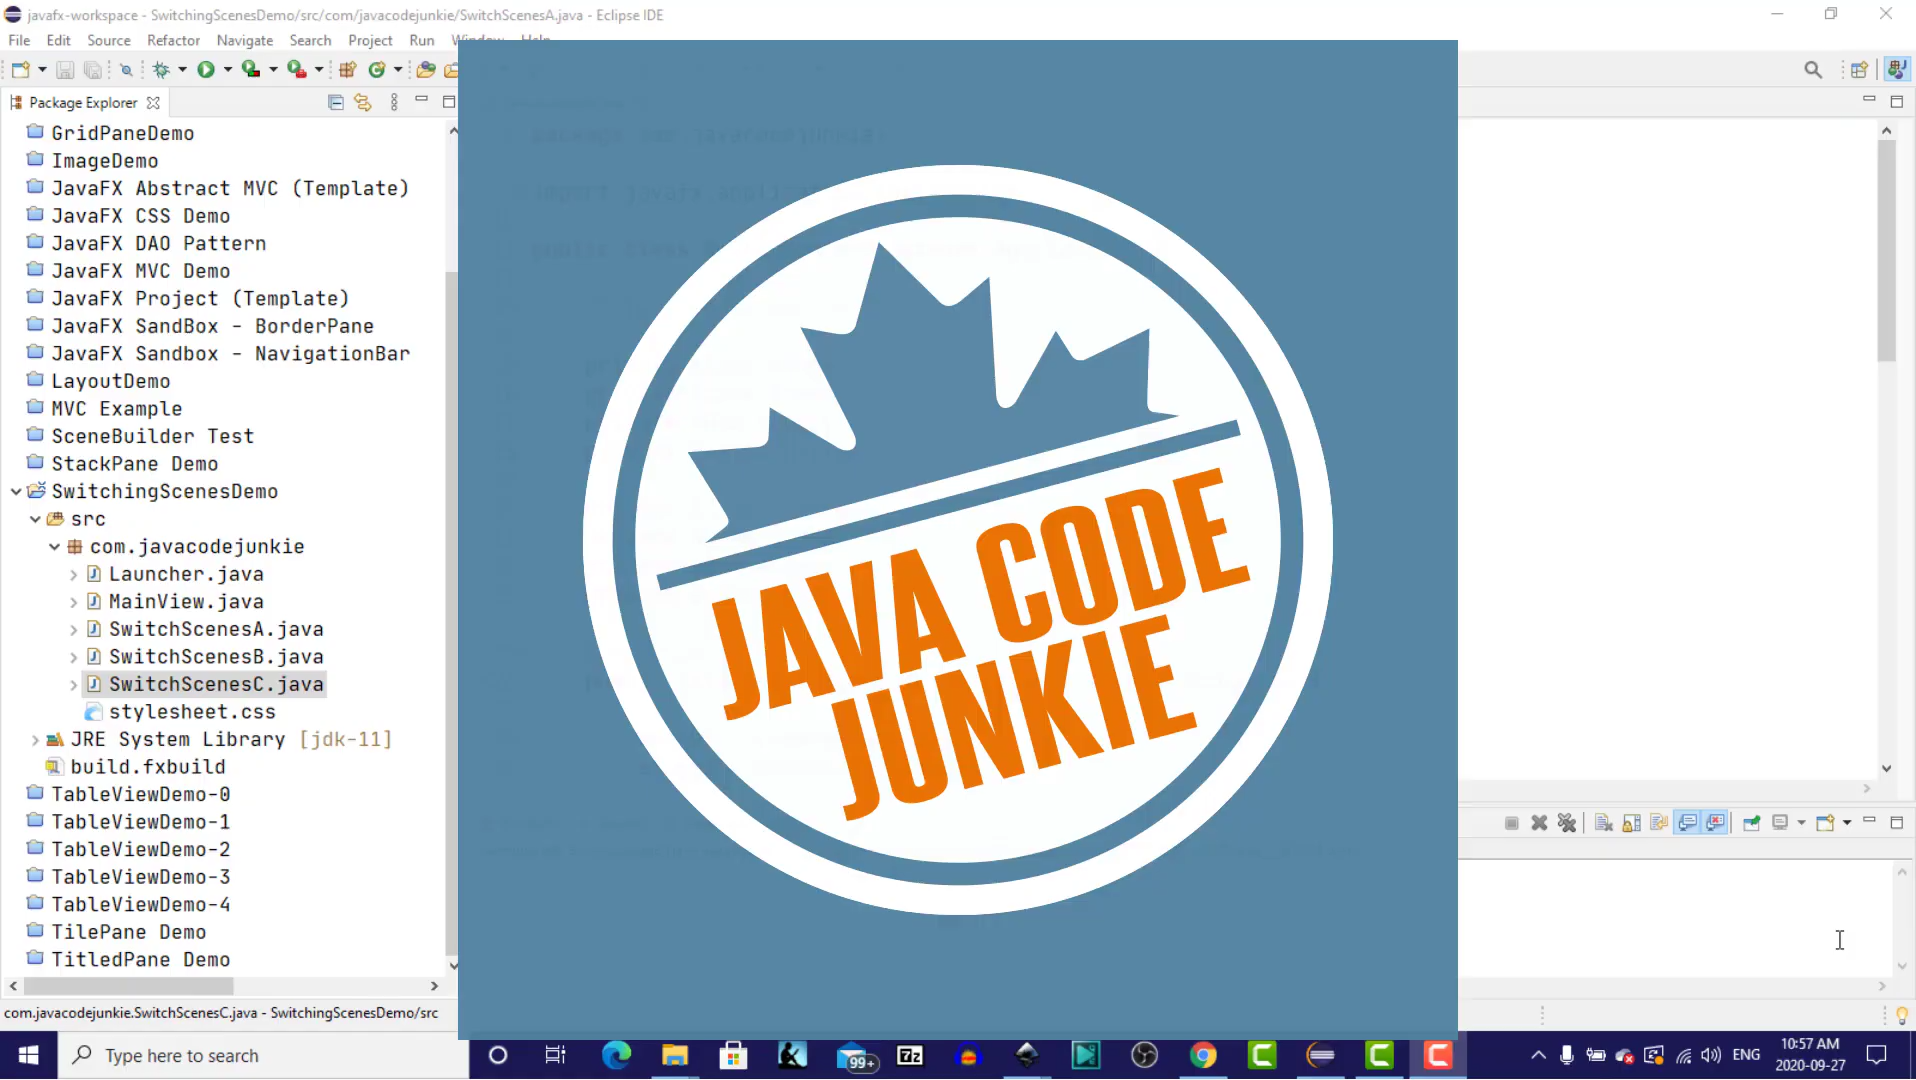 javafx-workspace - SwitchingScenesDemo/src/com/javacodejunkie/SwitchScenesA.java - Eclipse IDE
File Edit Source Refactor Navigate Search Project Run Window Help
Package Explorer
GridPaneDemo
ImageDemo
JavaFX Abstract MVC (Template)
JavaFX CSS Demo
JavaFX DAO Pattern
JavaFX MVC Demo
JavaFX Project (Template)
JavaFX SandBox - BorderPane
JavaFX Sandbox - NavigationBar
LayoutDemo
MVC Example
SceneBuilder Test
StackPane Demo
SwitchingScenesDemo
src
com.javacodejunkie
Launcher.java
MainView.java
SwitchScenesA.java
SwitchScenesB.java
SwitchScenesC.java
stylesheet.css
JRE System Library [jdk-11]
build.fxbuild
TableViewDemo-0
TableViewDemo-1
TableViewDemo-2
TableViewDemo-3
TableViewDemo-4
TilePane Demo
TitledPane Demo
com.javacodejunkie.SwitchScenesC.java - SwitchingScenesDemo/src
JAVA CODE
JUNKIE
Type here to search
99+
7z
ENG
10:57 AM
2020-09-27